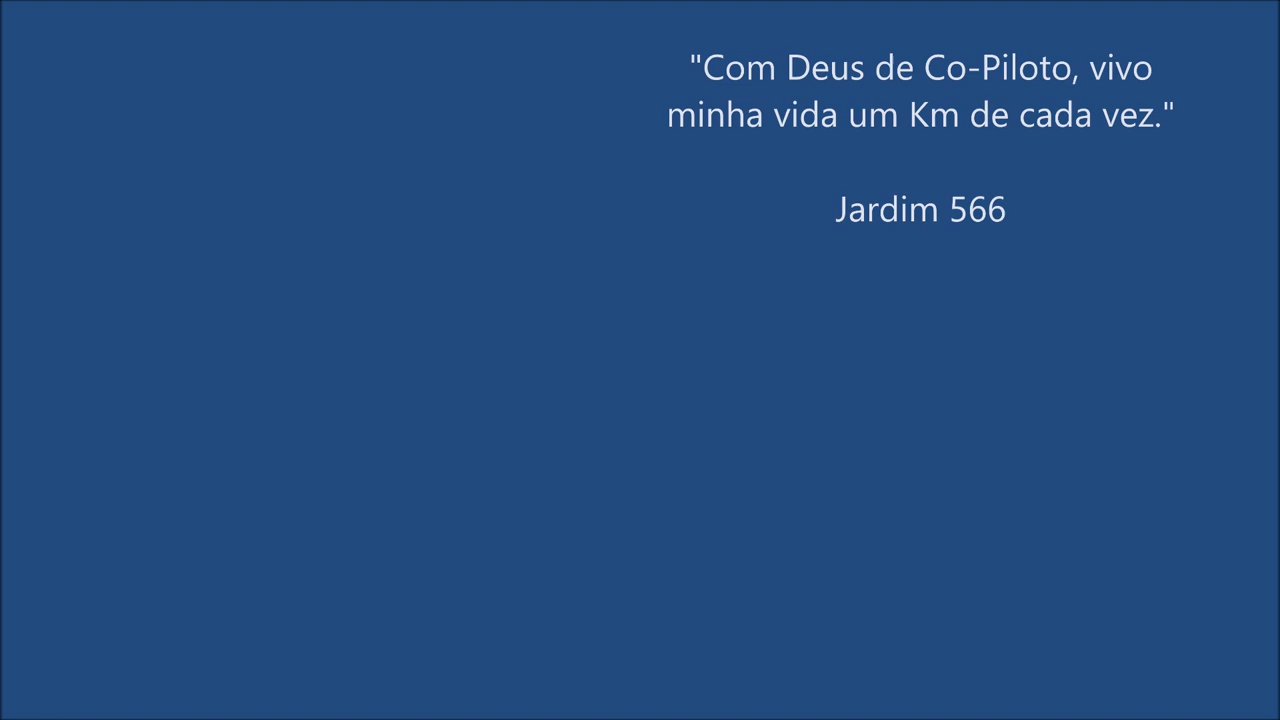 "Com Deus de Co-Piloto, vivo
minha vida um Km de cada vez."
Jardim 566